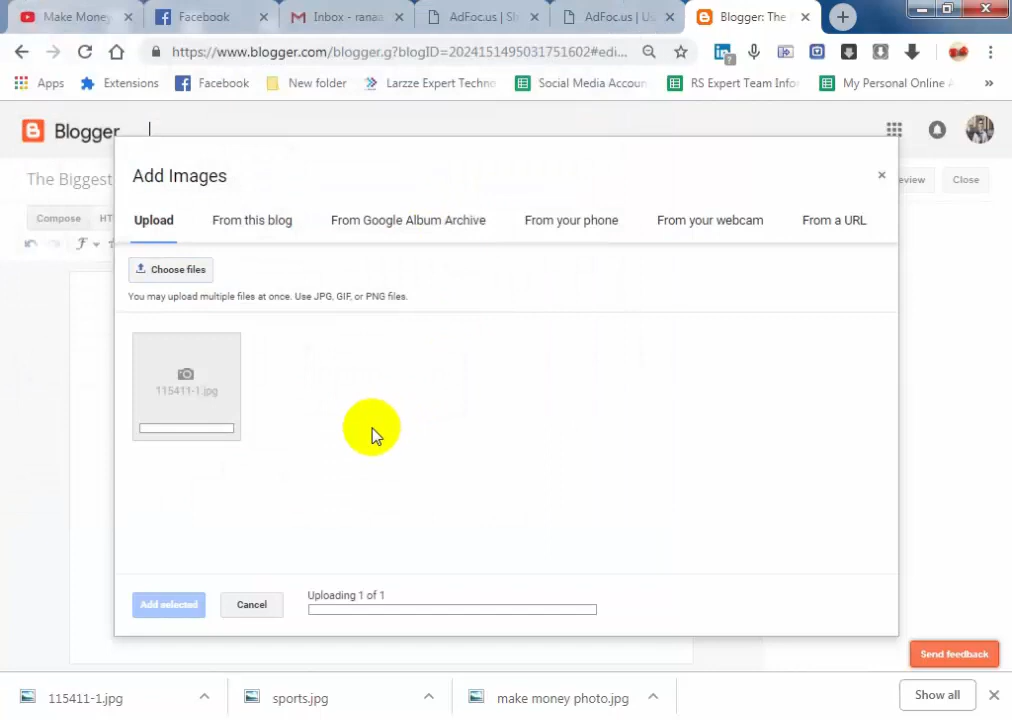 Make Money
Facebook
Inbox - ranaa
AdFoc.us | Sh
AdFoc.us | Us
Blogger: The
https://www.blogger.com/blogger.g?blogID=2024151495031751602#edi...
Apps
Extensions
Facebook
New folder
Larzze Expert Techno
Social Media Accoun
RS Expert Team Info
My Personal Online A
Blogger
Add Images
The Biggest
eview
Close
Compose
HT
Upload
From this blog
From Google Album Archive
From your phone
From your webcam
From a URL
Choose files
You may upload multiple files at once. Use JPG, GIF, or PNG files.
115411-1.jpg
Uploading 1 of 1
Add selected
Cancel
Send feedback
115411-1.jpg
sports.jpg
make money photo.jpg
Show all